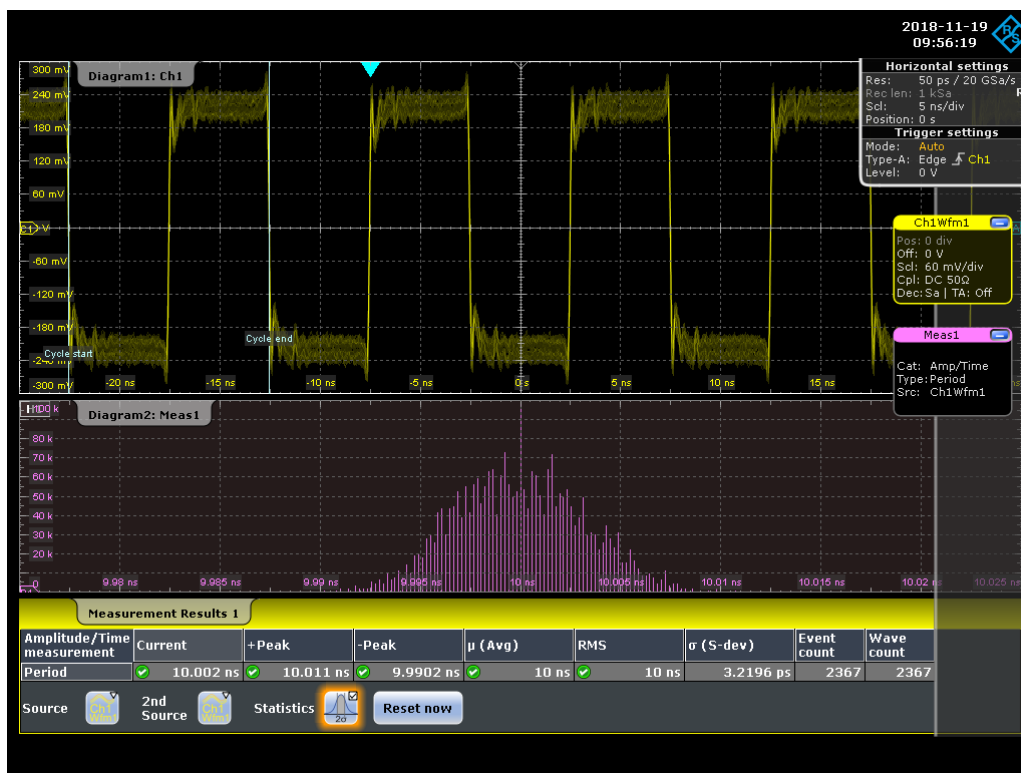 2018-11-19
09:56:19
Diagram1: Ch1
300 mV
240 mV
180 mV
120 mV
60 mV
-60 mV
-120 mV
-180 mV
-300 mV
Cycle start
Cycle end
-20 ns
-15 ns
-10 ns
-5 ns
0 s
5 ns
10 ns
15 ns
Horizontal settings
Res: 50 ps / 20 GSa/s
Rec len: 1 kSa
Scl: 5 ns/div
Position: 0 s
Trigger settings
Mode: Auto
Type-A: Edge Ch1
Level: 0 V
Ch1Wfm1
Pos: 0 div
Off: 0 V
Scl: 60 mV/div
Cpl: DC 50Ω
Dec: Sa | TA: Off
Meas1
Cat: Amp/Time
Type: Period
Src: Ch1Wfm1
Diagram2: Meas1
80 k
70 k
60 k
50 k
40 k
30 k
20 k
0
9.98 ns
9.985 ns
9.99 ns
9.995 ns
10 ns
10.005 ns
10.01 ns
10.015 ns
10.02
10.025 ns
Measurement Results 1
Amplitude/Time measurement Current +Peak -Peak µ (Avg) RMS σ (S-dev) Event count Wave count
Period 10.002 ns 10.011 ns 9.9902 ns 10 ns 10 ns 3.2196 ps 2367 2367
Source Ch1 Wfm1 2nd Source Ch1 Wfm1 Statistics 2σ Reset now